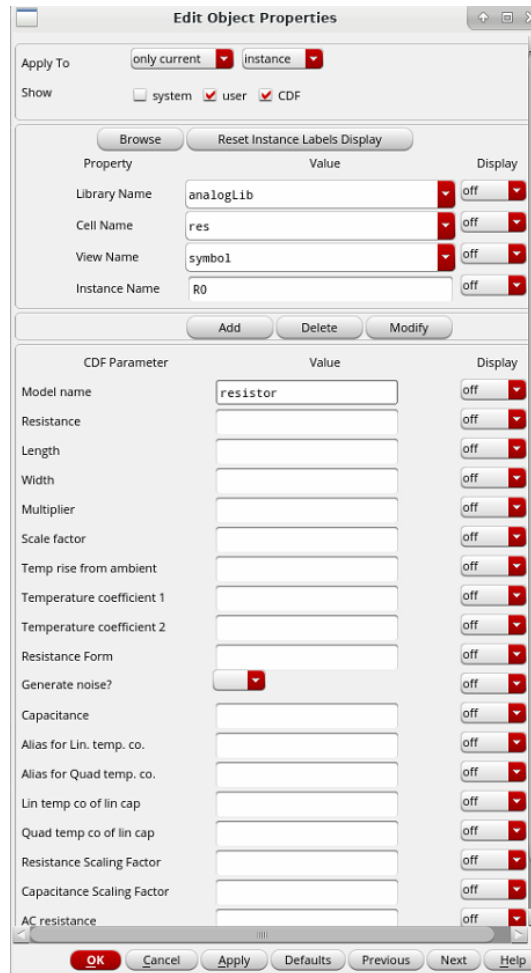 Edit Object Properties
Apply To only current instance
Show system user CDF
Browse Reset Instance Labels Display
Property Value Display
Library Name analogLib off
Cell Name res off
View Name symbol off
Instance Name R0 off
Add Delete Modify
CDF Parameter Value Display
Model name resistor off
Resistance off
Length off
Width off
Multiplier off
Scale factor off
Temp rise from ambient off
Temperature coefficient 1 off
Temperature coefficient 2 off
Resistance Form off
Generate noise? off
Capacitance off
Alias for Lin. temp. co. off
Alias for Quad temp. co. off
Lin temp co of lin cap off
Quad temp co of lin cap off
Resistance Scaling Factor off
Capacitance Scaling Factor off
AC resistance off
OK Cancel Apply Defaults Previous Next Help